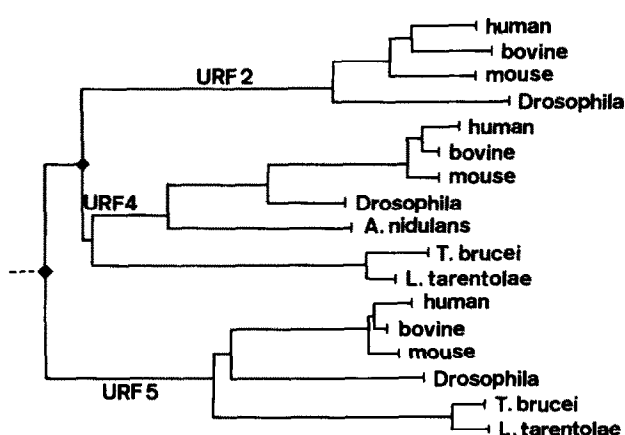 human
bovine
URF 2
mouse
Drosophila
human
bovine
mouse
URF4
Drosophila
A. nidulans
T. brucei
L. tarentolae
human
bovine
mouse
Drosophila
URF 5
T. brucei
L. tarentolae